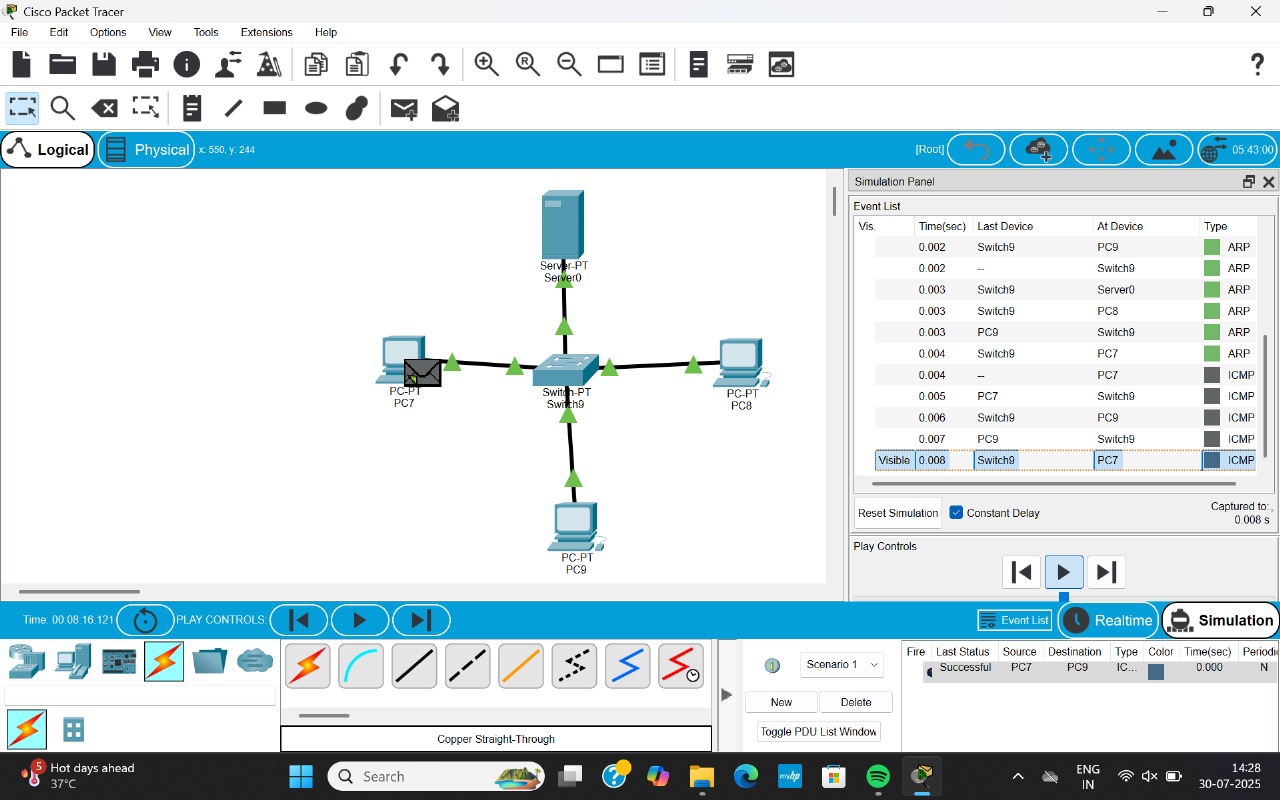 Cisco Packet Tracer
File Edit Options View Tools Extensions Help
R
?
Logical Physical x: 550, y: 244 [Root] 05:43:00
Simulation Panel
Event List
Vis. Time(sec) Last Device At Device Type
0.002 Switch9 PC9 ARP
0.002 -- Switch9 ARP
0.003 Switch9 Server0 ARP
0.003 Switch9 PC8 ARP
0.003 PC9 Switch9 ARP
0.004 Switch9 PC7 ARP
0.004 -- PC7 ICMP
0.005 PC7 Switch9 ICMP
0.006 Switch9 PC9 ICMP
0.007 PC9 Switch9 ICMP
Visible 0.008 Switch9 PC7 ICMP
Reset Simulation Constant Delay Captured to:
0.008 s
Play Controls
Server-PT
Server0
PC-PT
PC7
Switch-PT
Switch9
PC-PT
PC8
PC-PT
PC9
Time: 00:08:16.121 PLAY CONTROLS: Event List Realtime Simulation
Copper Straight-Through
Scenario 1
New Delete
Toggle PDU List Window
Fire Last Status Source Destination Type Color Time(sec) Periodi
Successful PC7 PC9 IC... 0.000 N
5
Hot days ahead
37°C
Search
myhp
ENG
IN
14:28
30-07-2025